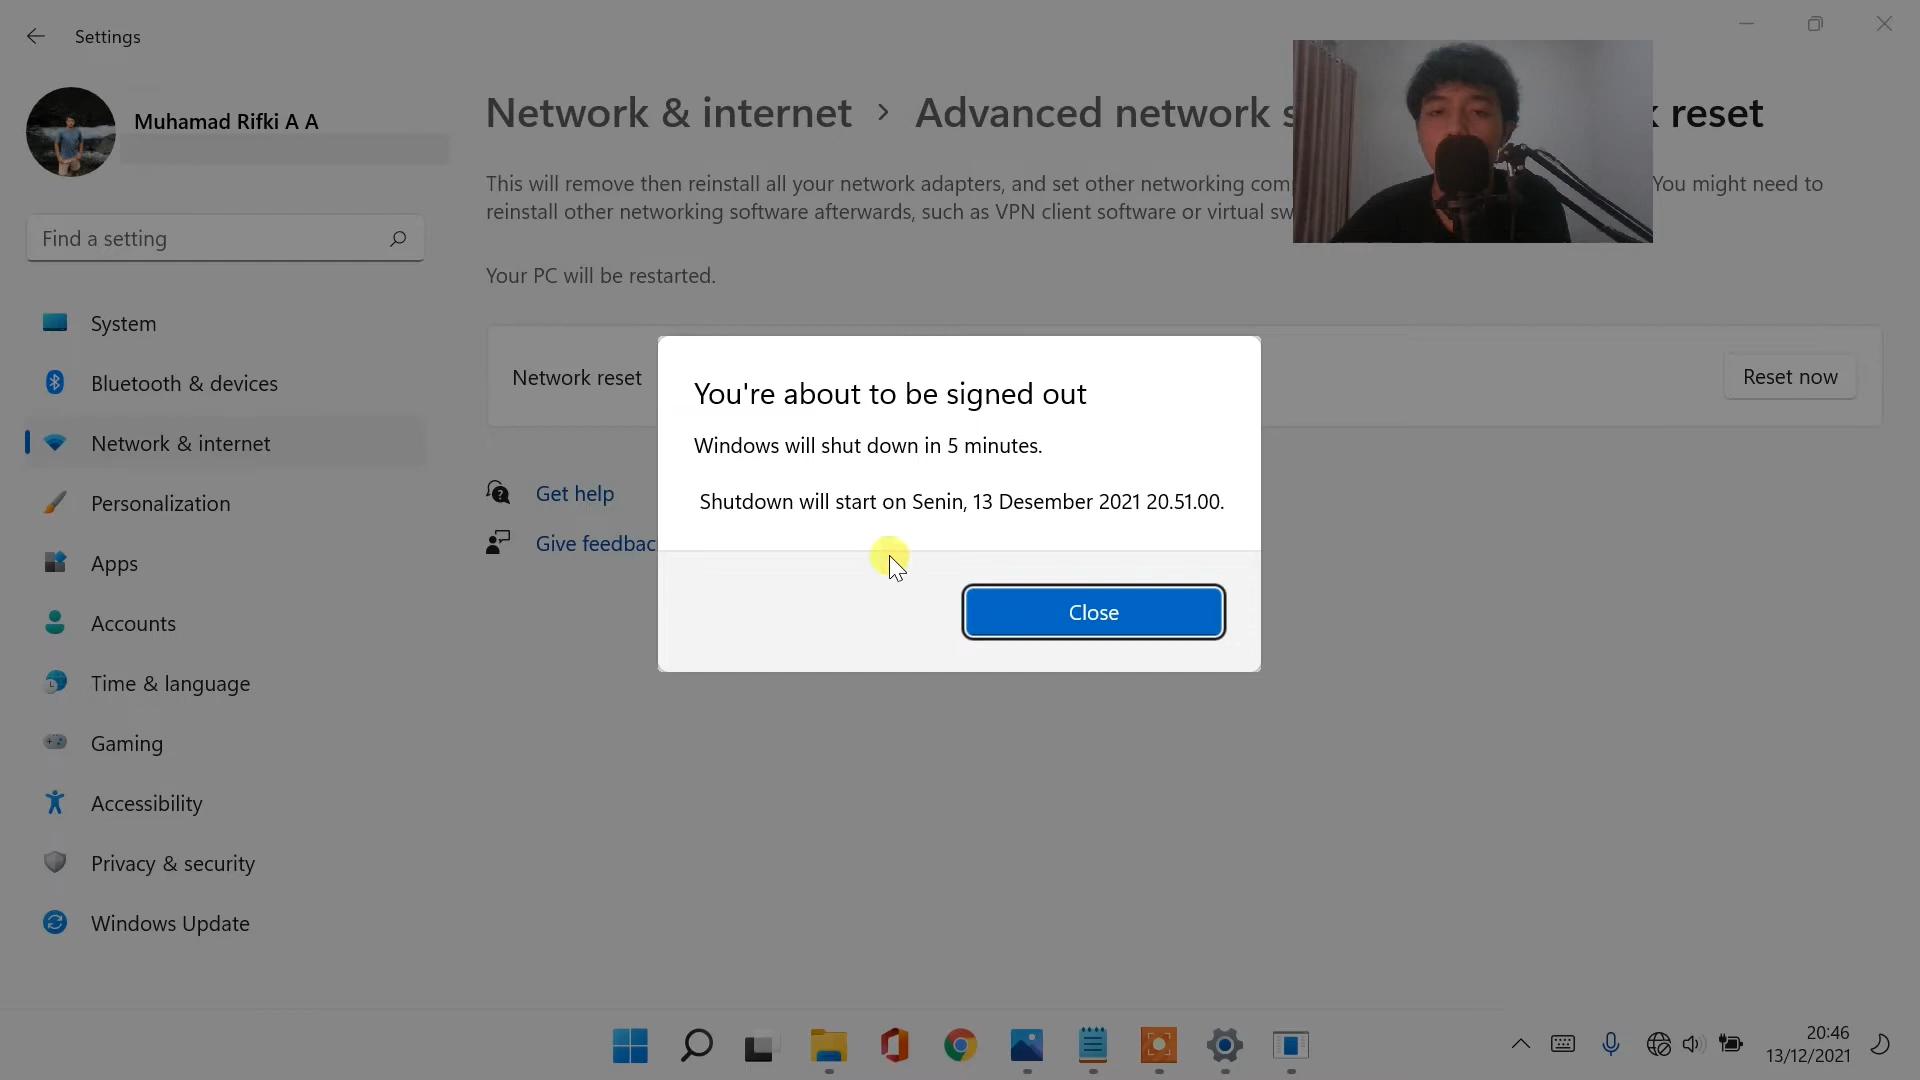 Settings
Muhamad Rifki A A
Find a setting
System
Bluetooth & devices
Network & internet
Personalization
Apps
Accounts
Time & language
Gaming
Accessibility
Privacy & security
Windows Update
Network & internet > Advanced network s reset
This will remove then reinstall all your network adapters, and set other networking com You might need to
reinstall other networking software afterwards, such as VPN client software or virtual sw
Your PC will be restarted.
Network reset
Reset now
Get help
Give feedbac
You're about to be signed out
Windows will shut down in 5 minutes.
Shutdown will start on Senin, 13 Desember 2021 20.51.00.
Close
20:46
13/12/2021